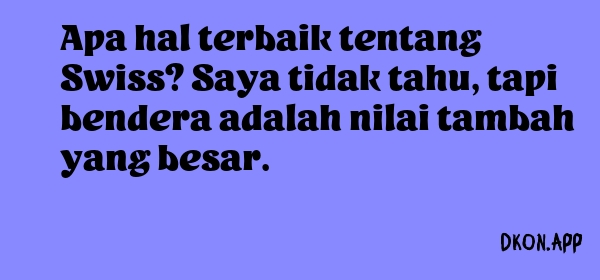 Apa hal terbaik tentang
Swiss? Saya tidak tahu, tapi
bendera adalah nilai tambah
yang besar.
DKON.APP